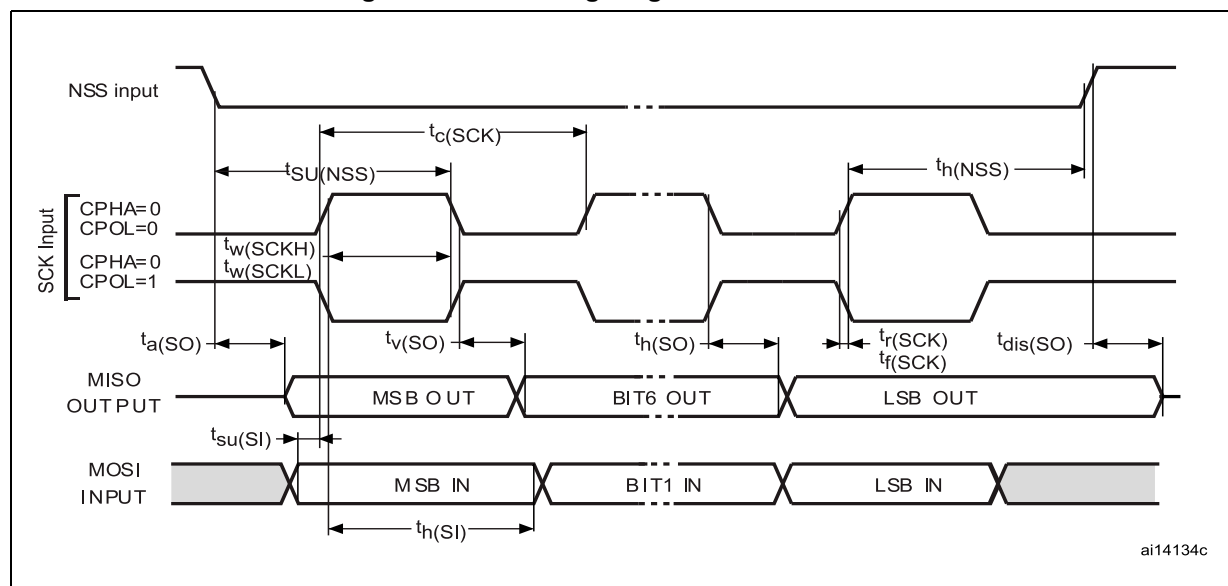 NSS input
tc(SCK)
tSU(NSS)
th(NSS)
SCK Input
CPHA=0
CPOL=0
tw(SCKH)
CPHA=0
tw(SCKL)
CPOL=1
ta(SO)
tv(SO)
th(SO)
tr(SCK)
tf(SCK)
tdis(SO)
MISO
OUTPUT
MSB OUT
BIT6 OUT
LSB OUT
tsu(SI)
MOSI
INPUT
MSB IN
BIT1 IN
LSB IN
th(SI)
ai14134c